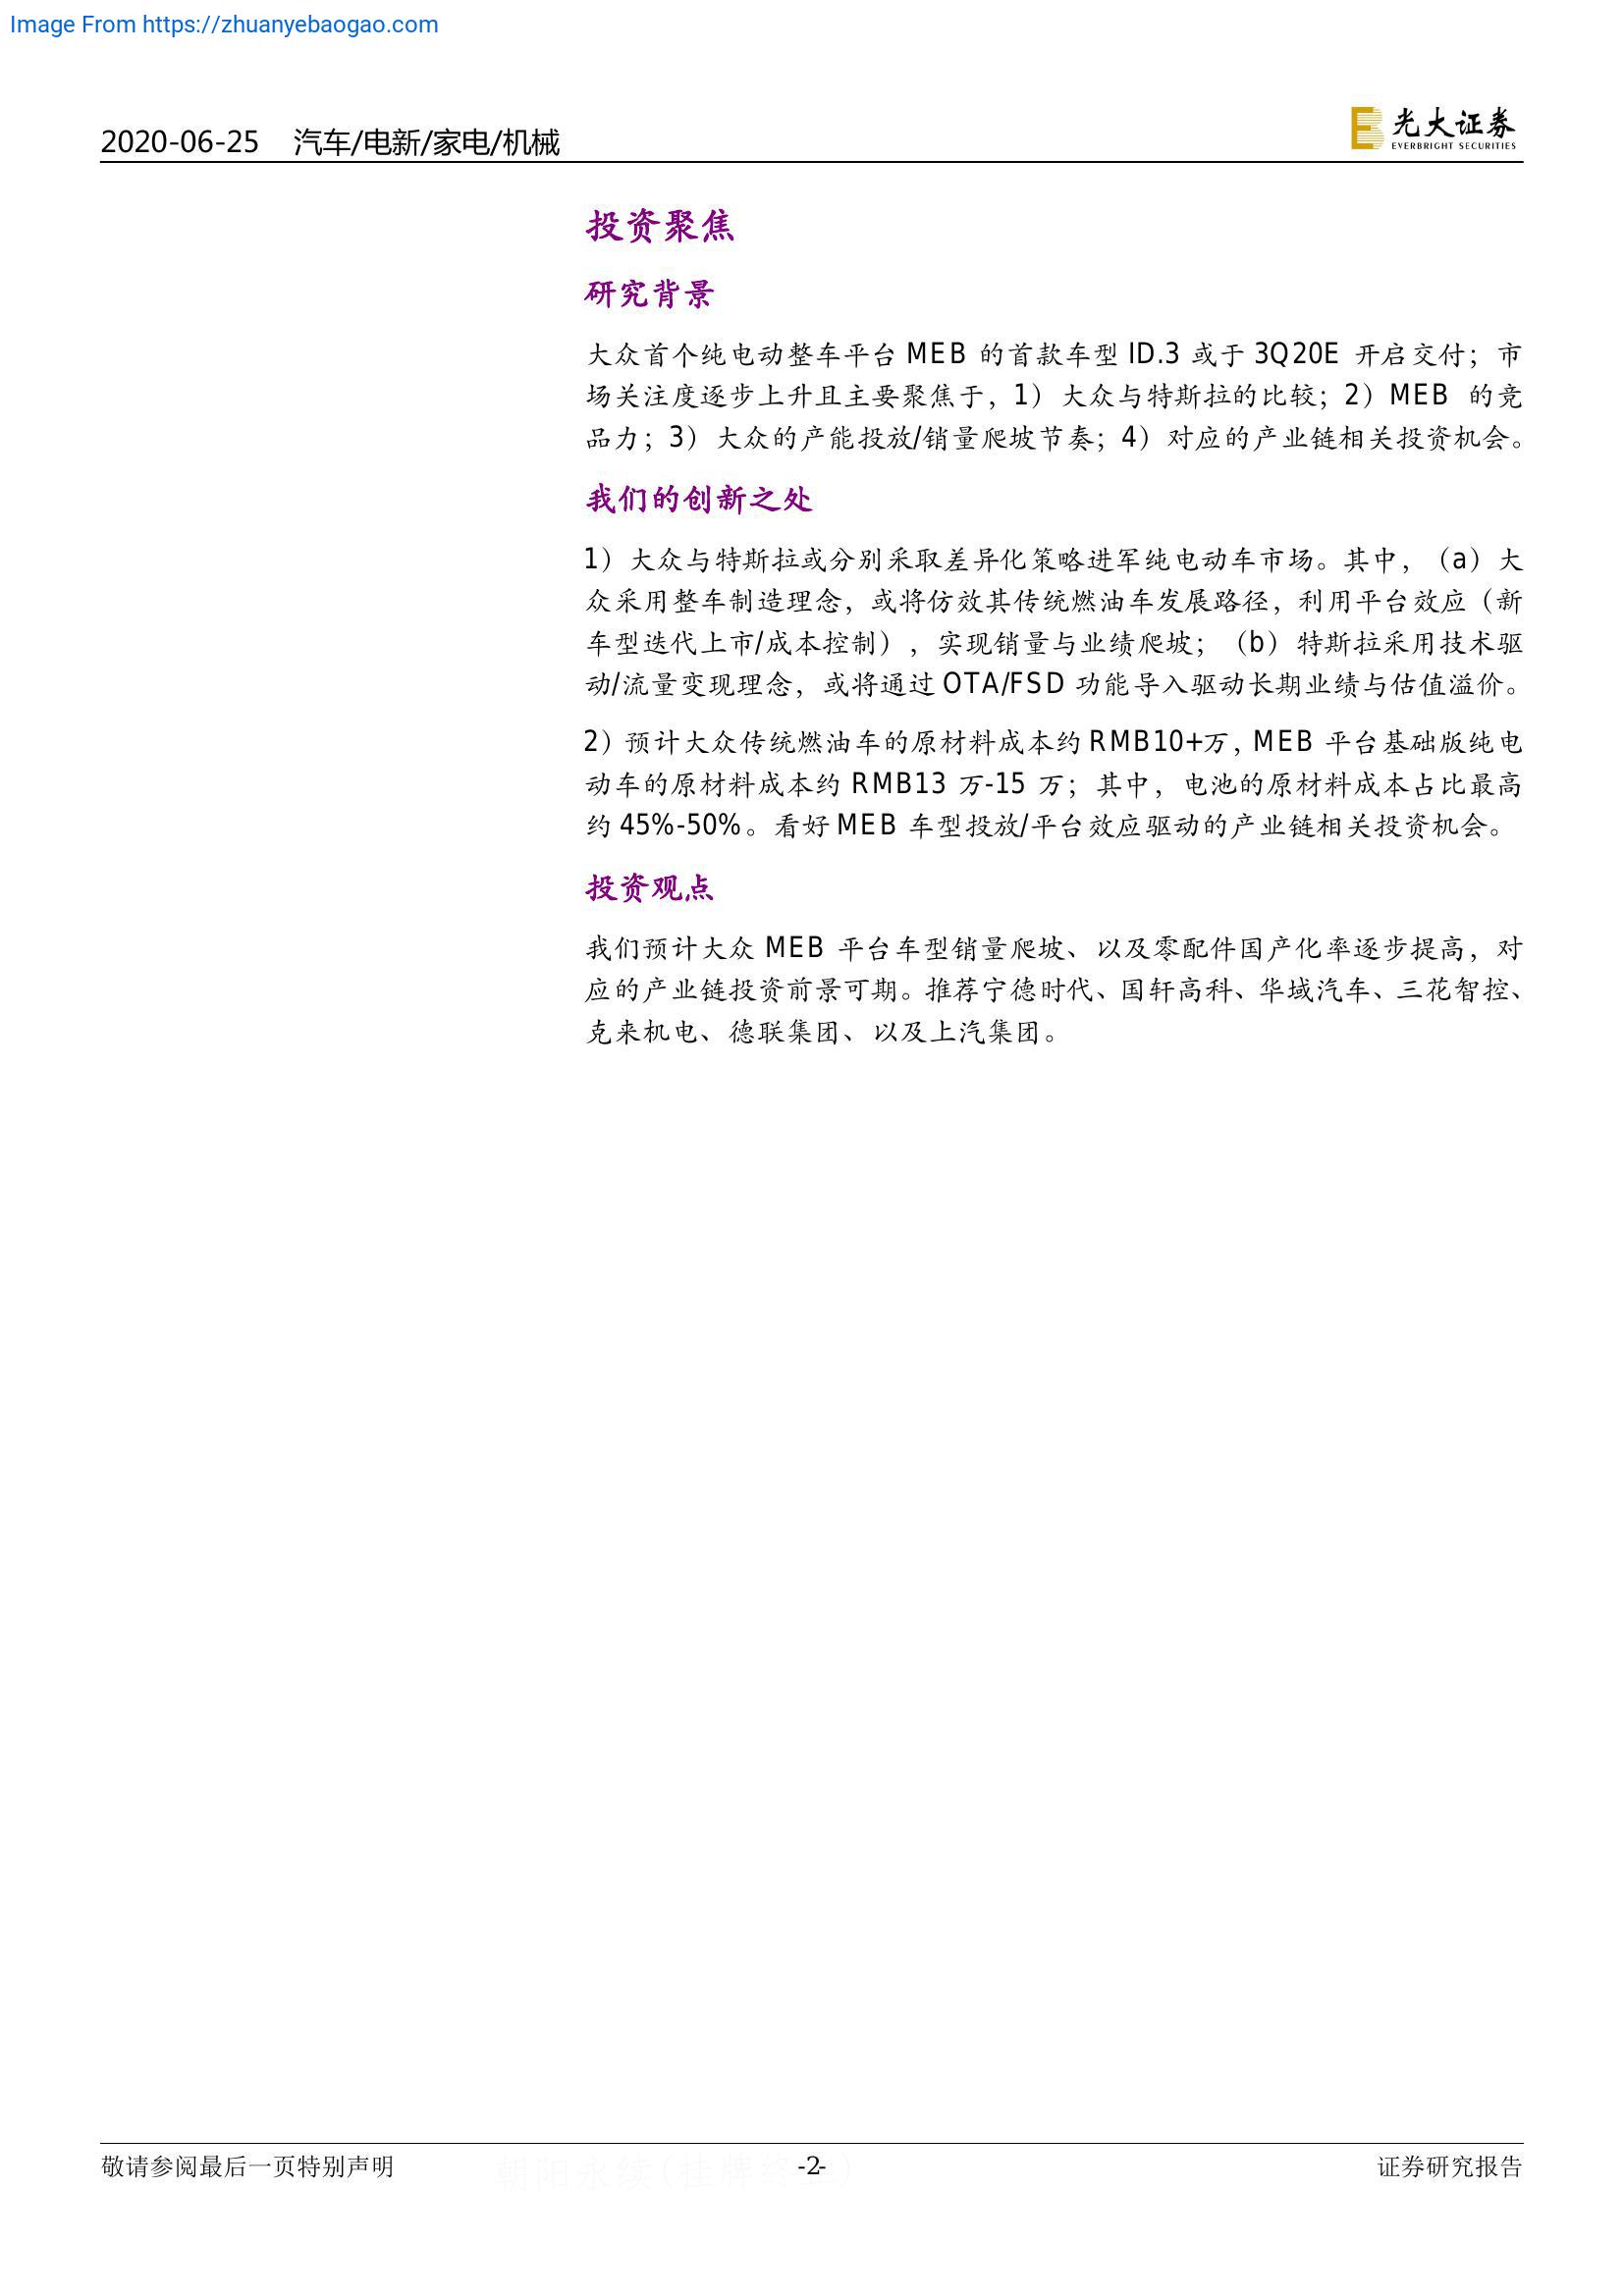 Image From https://zhuanyebaogao.com
2020-06-25 汽车/电新/家电/机械
光大证券
EVERBRIGHT SECURITIES
投资聚焦
研究背景
大众首个纯电动整车平台 MEB 的首款车型 ID.3 或于 3Q20E 开启交付；市
场关注度逐步上升且主要聚焦于，1）大众与特斯拉的比较；2）MEB 的竞
品力；3）大众的产能投放/销量爬坡节奏；4）对应的产业链相关投资机会。
我们的创新之处
1）大众与特斯拉或分别采取差异化策略进军纯电动车市场。其中，（a）大
众采用整车制造理念，或将仿效其传统燃油车发展路径，利用平台效应（新
车型迭代上市/成本控制），实现销量与业绩爬坡；（b）特斯拉采用技术驱
动/流量变现理念，或将通过 OTA/FSD 功能导入驱动长期业绩与估值溢价。
2）预计大众传统燃油车的原材料成本约 RMB10+万，MEB 平台基础版纯电
动车的原材料成本约 RMB13 万-15 万；其中，电池的原材料成本占比最高
约 45%-50%。看好 MEB 车型投放/平台效应驱动的产业链相关投资机会。
投资观点
我们预计大众 MEB 平台车型销量爬坡、以及零配件国产化率逐步提高，对
应的产业链投资前景可期。推荐宁德时代、国轩高科、华域汽车、三花智控、
克来机电、德联集团、以及上汽集团。
敬请参阅最后一页特别声明 -2- 证券研究报告